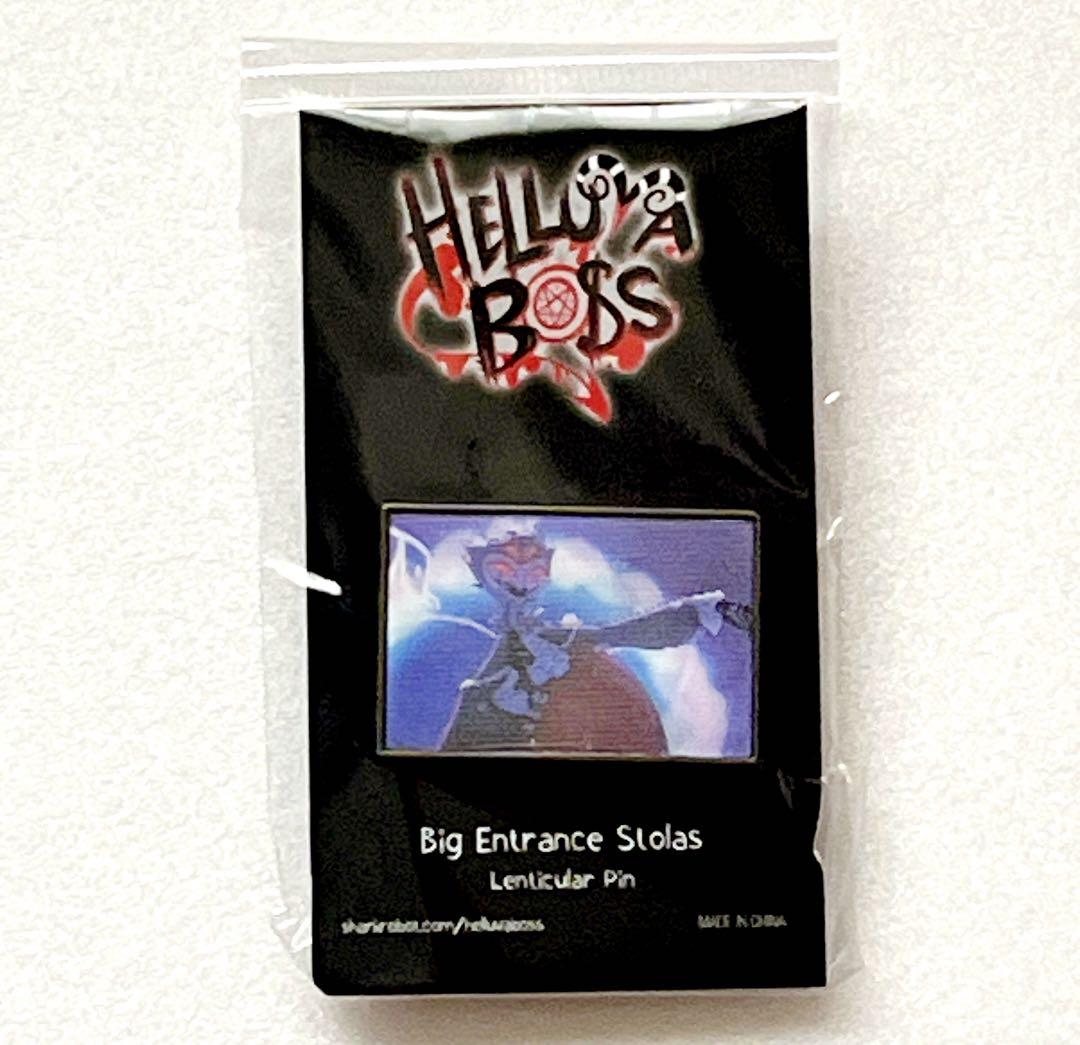 HELLUVA
BOSS
Big Entrance Stolas
Lenticular Pin
sharkrobot.com/helluvaboss
MADE IN CHINA